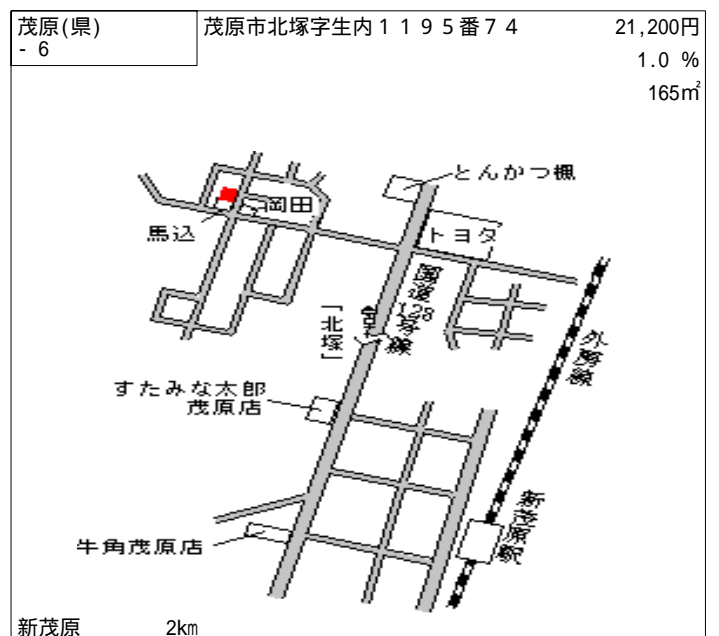 茂原(県)
- 6
茂原市北塚字生内１１９５番７４
21,200円
1.0 %
165㎡
とんかつ楓
岡田
馬込
トヨタ
国道128号線
「北塚」
外房線
すたみな太郎
茂原店
新茂原駅
牛角茂原店
新茂原 2km